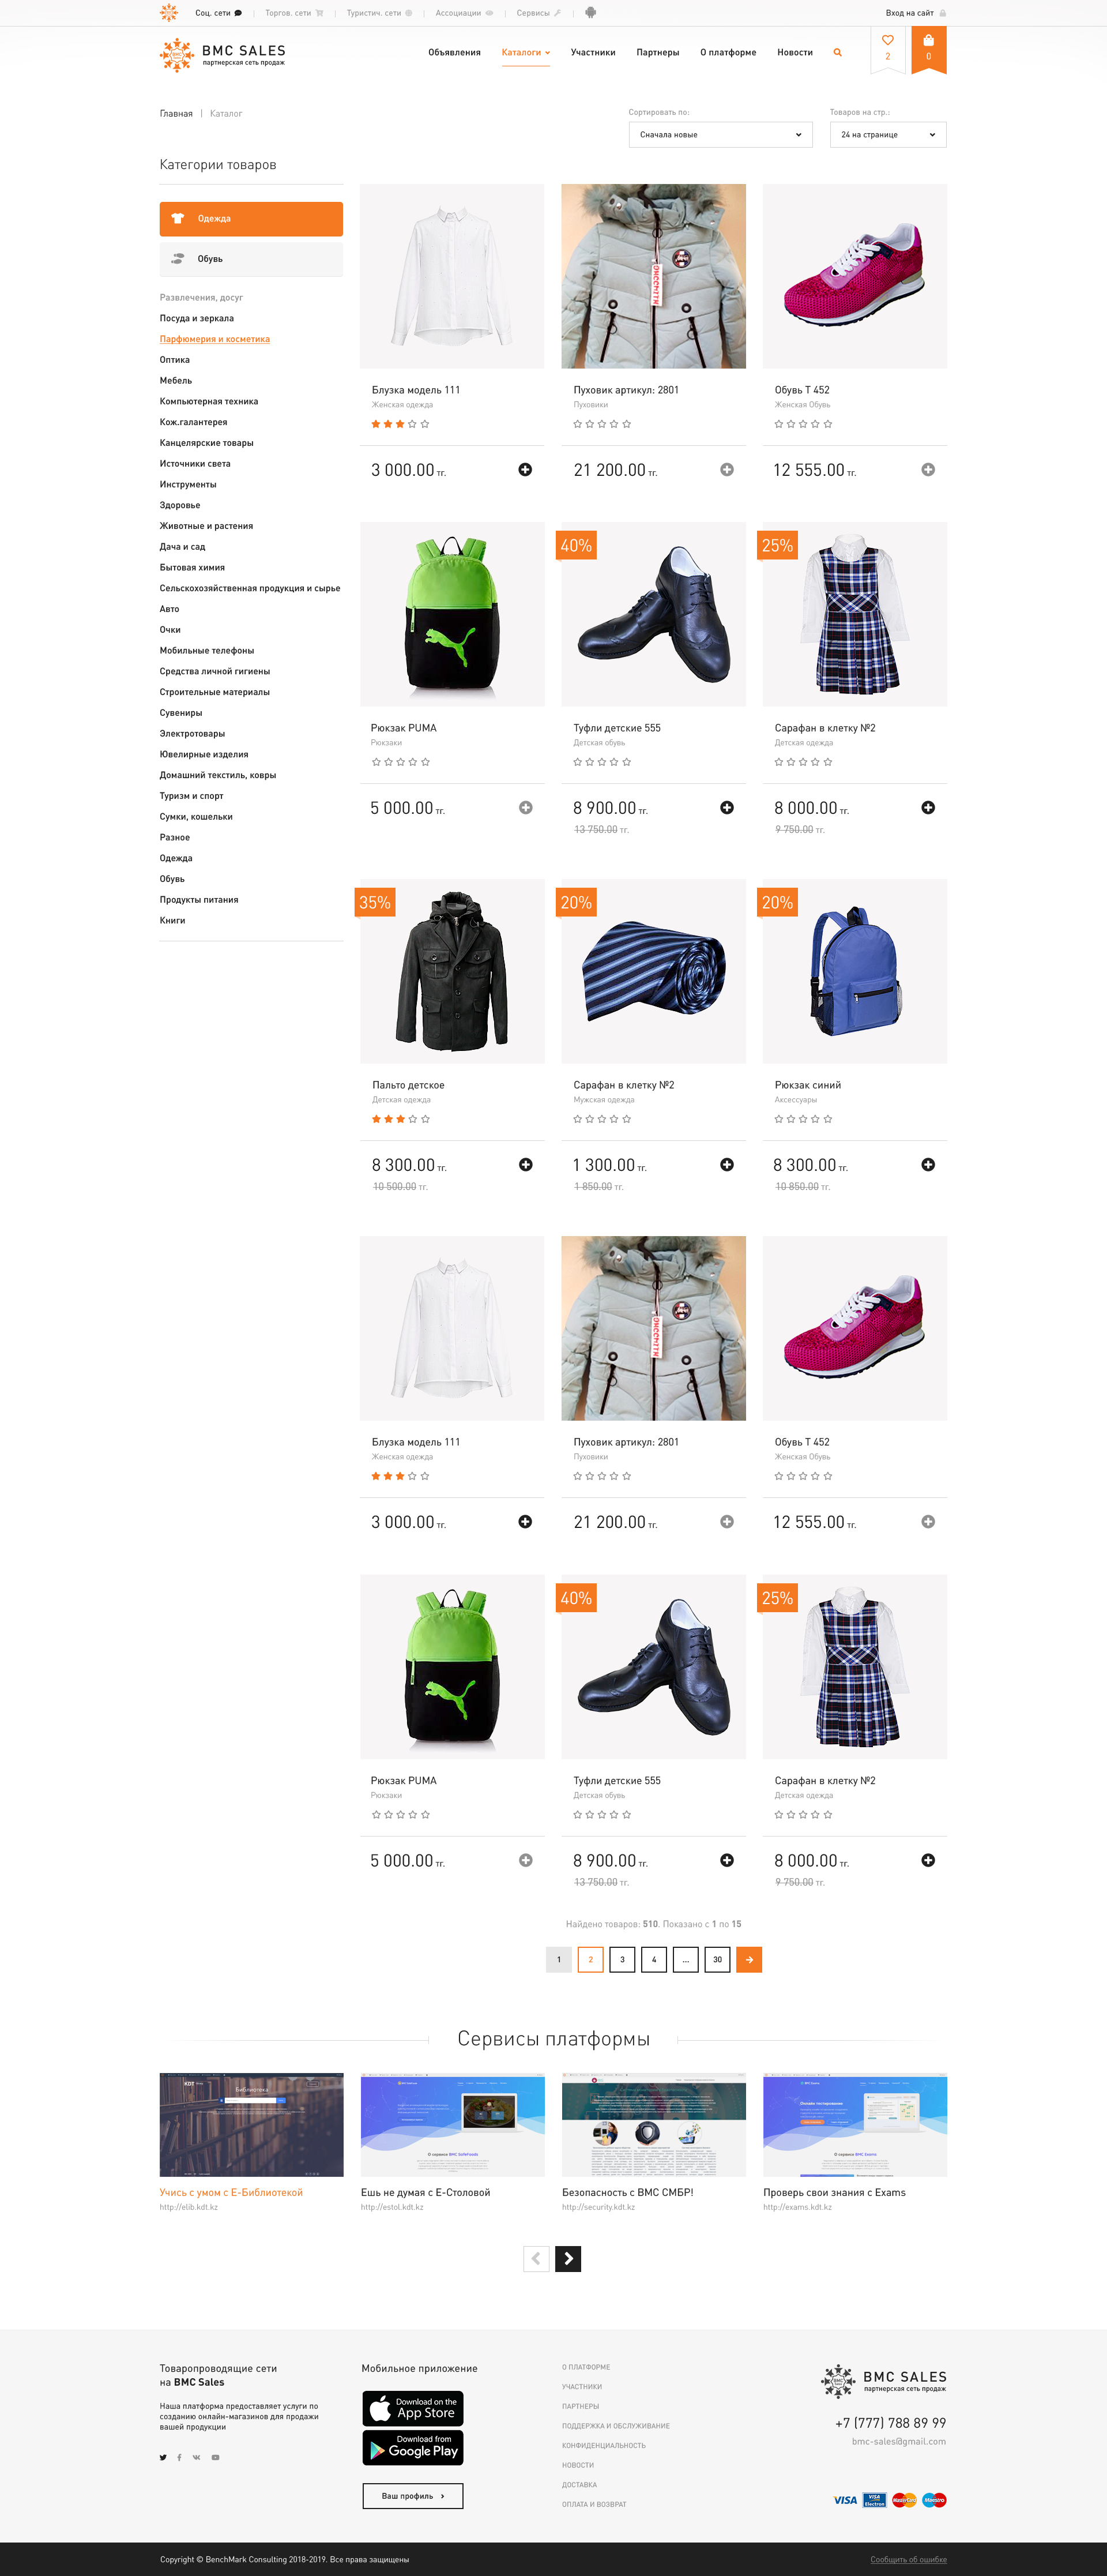 Соц. сети
Торгов. сети
Туристич. сети
Ассоциации
Сервисы
Вход на сайт
BMC SALES
партнерская сеть продаж
Объявления
Каталоги
Участники
Партнеры
О платформе
Новости
2
0
Главная | Каталог
Сортировать по:
Сначала новые
Товаров на стр.:
24 на странице
Категории товаров
Одежда
Обувь
Развлечения, досуг
Посуда и зеркала
Парфюмерия и косметика
Оптика
Мебель
Компьютерная техника
Кож.галантерея
Канцелярские товары
Источники света
Инструменты
Здоровье
Животные и растения
Дача и сад
Бытовая химия
Сельскохозяйственная продукция и сырье
Авто
Очки
Мобильные телефоны
Средства личной гигиены
Строительные материалы
Сувениры
Электротовары
Ювелирные изделия
Домашний текстиль, ковры
Туризм и спорт
Сумки, кошельки
Разное
Одежда
Обувь
Продукты питания
Книги
Блузка модель 111
Женская одежда
3 000.00 тг.
Пуховик артикул: 2801
Пуховики
21 200.00 тг.
Обувь Т 452
Женская Обувь
12 555.00 тг.
Рюкзак PUMA
Рюкзаки
5 000.00 тг.
40%
Туфли детские 555
Детская обувь
8 900.00 тг.
13 750.00 тг.
25%
Сарафан в клетку №2
Детская одежда
8 000.00 тг.
9 750.00 тг.
35%
Пальто детское
Детская одежда
8 300.00 тг.
10 500.00 тг.
20%
Сарафан в клетку №2
Мужская одежда
1 300.00 тг.
1 850.00 тг.
20%
Рюкзак синий
Аксессуары
8 300.00 тг.
10 850.00 тг.
Блузка модель 111
Женская одежда
3 000.00 тг.
Пуховик артикул: 2801
Пуховики
21 200.00 тг.
Обувь Т 452
Женская Обувь
12 555.00 тг.
Рюкзак PUMA
Рюкзаки
5 000.00 тг.
40%
Туфли детские 555
Детская обувь
8 900.00 тг.
13 750.00 тг.
25%
Сарафан в клетку №2
Детская одежда
8 000.00 тг.
9 750.00 тг.
Найдено товаров: 510. Показано с 1 по 15
1 2 3 4 ... 30
Сервисы платформы
KDT
Библиотека
Учись с умом с Е-Библиотекой
http://elib.kdt.kz
О сервисе BMC SafeFoods
Ешь не думая с Е-Столовой
http://estol.kdt.kz
Безопасность с ВМС СМБР!
http://security.kdt.kz
Онлайн тестирование
О сервисе BMC Exams
Проверь свои знания с Exams
http://exams.kdt.kz
Товаропроводящие сети
на BMC Sales
Наша платформа предоставляет услуги по
созданию онлайн-магазинов для продажи
вашей продукции
Мобильное приложение
Download on the
App Store
Download from
Google Play
Ваш профиль
О ПЛАТФОРМЕ
УЧАСТНИКИ
ПАРТНЕРЫ
ПОДДЕРЖКА И ОБСЛУЖИВАНИЕ
КОНФИДЕНЦИАЛЬНОСТЬ
НОВОСТИ
ДОСТАВКА
ОПЛАТА И ВОЗВРАТ
BMC SALES
партнерская сеть продаж
+7 (777) 788 89 99
bmc-sales@gmail.com
VISA
VISA Electron
MasterCard
Maestro
Copyright © BenchMark Consulting 2018-2019. Все права защищены
Сообщить об ошибке